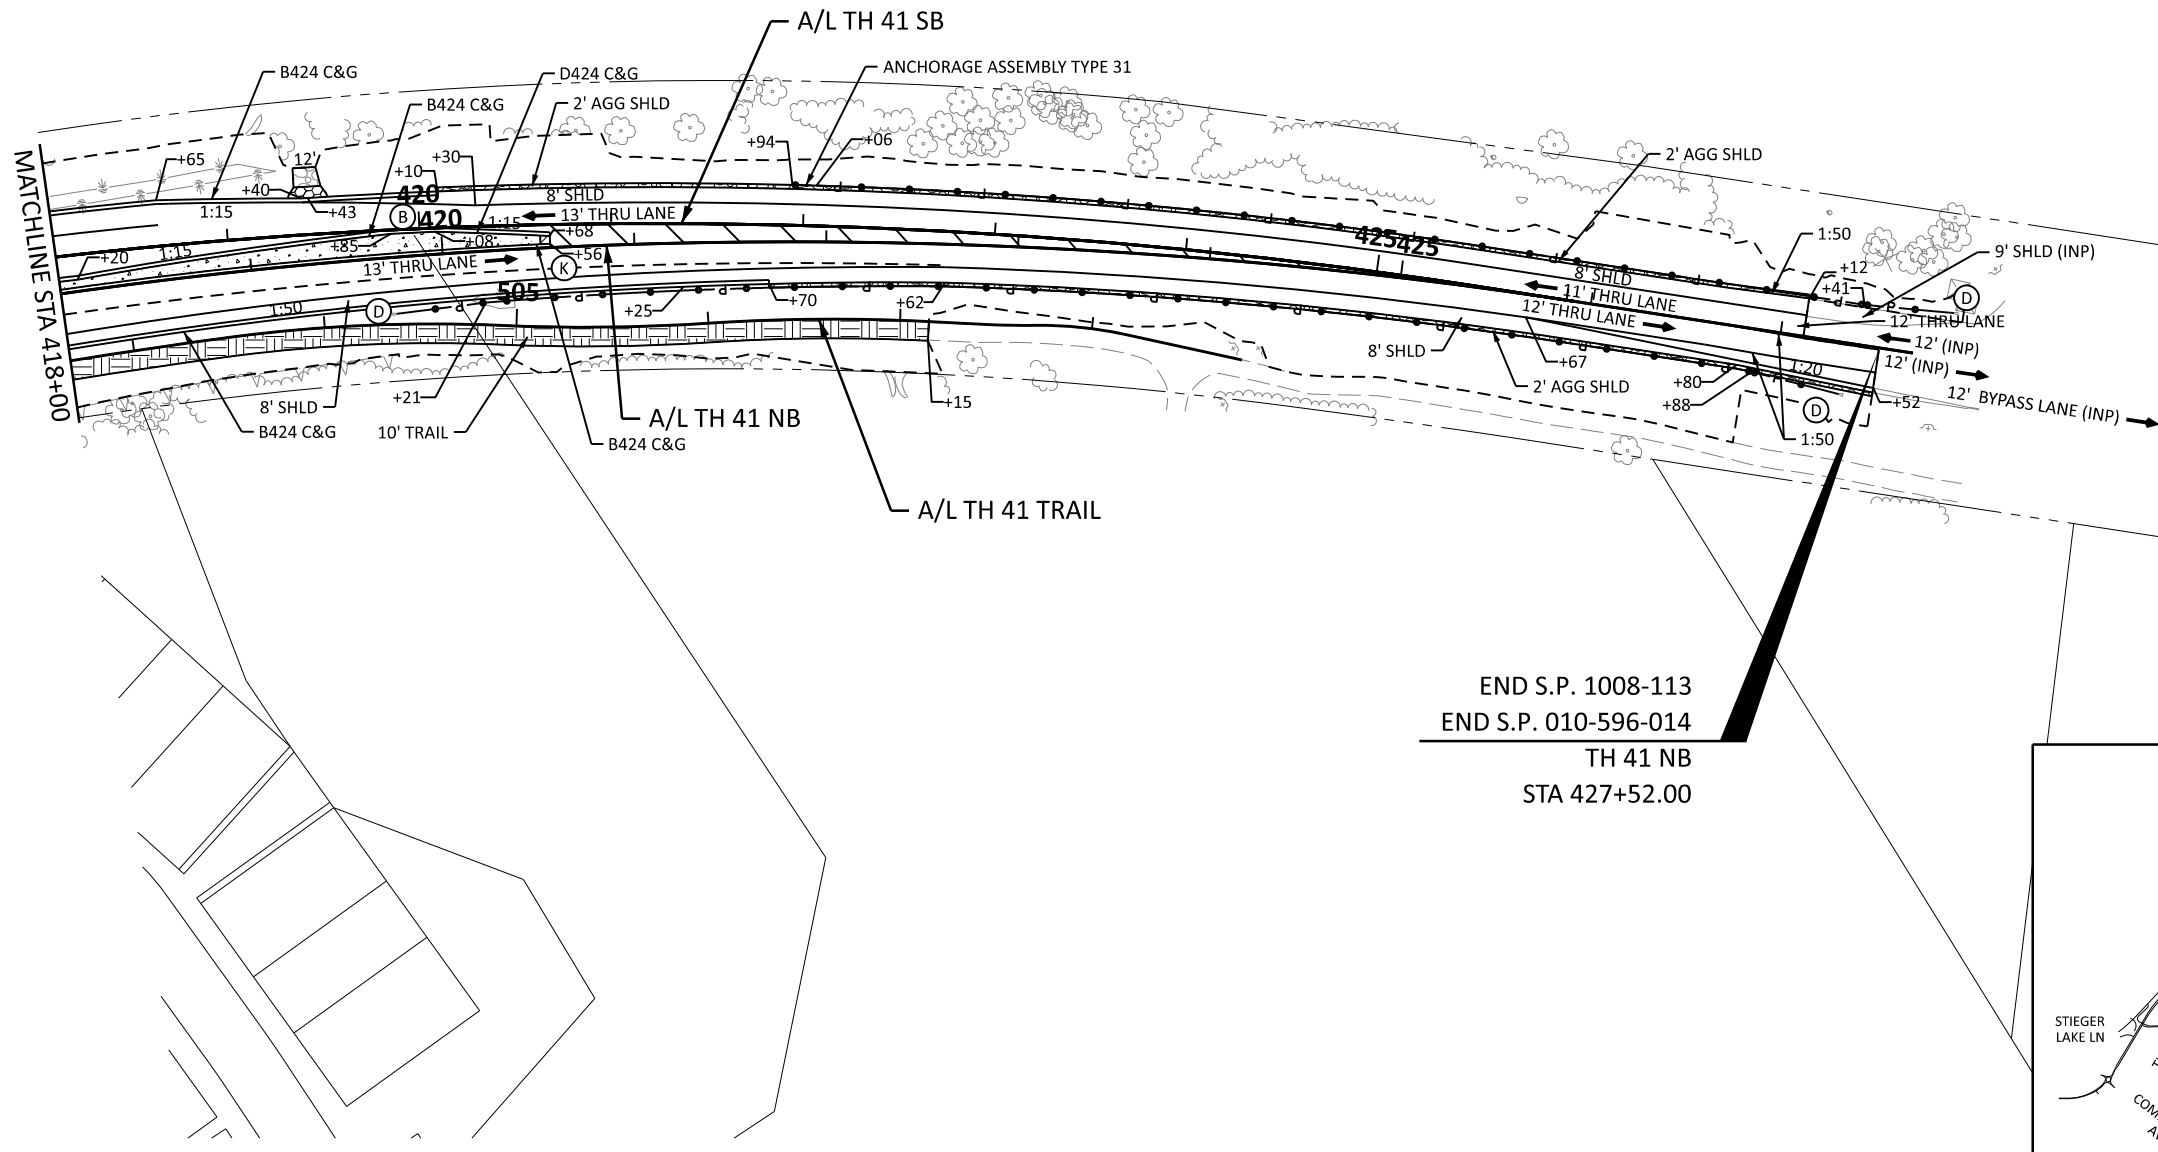 A/L TH 41 SB
B424 C&G
D424 C&G
ANCHORAGE ASSEMBLY TYPE 31
B424 C&G
2' AGG SHLD
MATCHLINE STA 418+00
+65
12'
+30
+94
+06
2' AGG SHLD
+40
+10
420
8' SHLD
1:15
+43
B
420
1:15
13' THRU LANE
+68
1:50
425
425
+20
1:15
+85
+08
+56
9' SHLD (INP)
13' THRU LANE
K
+12
8' SHLD
+41
D
505
11' THRU LANE
1:50
D
+25
+70
+62
12' THRU LANE
12' THRU LANE
12' (INP)
8' SHLD
+67
1:20
12' (INP)
+21
2' AGG SHLD
+80
12' BYPASS LANE (INP)
8' SHLD
+15
+88
D
+52
B424 C&G
10' TRAIL
A/L TH 41 NB
B424 C&G
1:50
A/L TH 41 TRAIL
END S.P. 1008-113
END S.P. 010-596-014
TH 41 NB
STA 427+52.00
STIEGER
LAKE LN